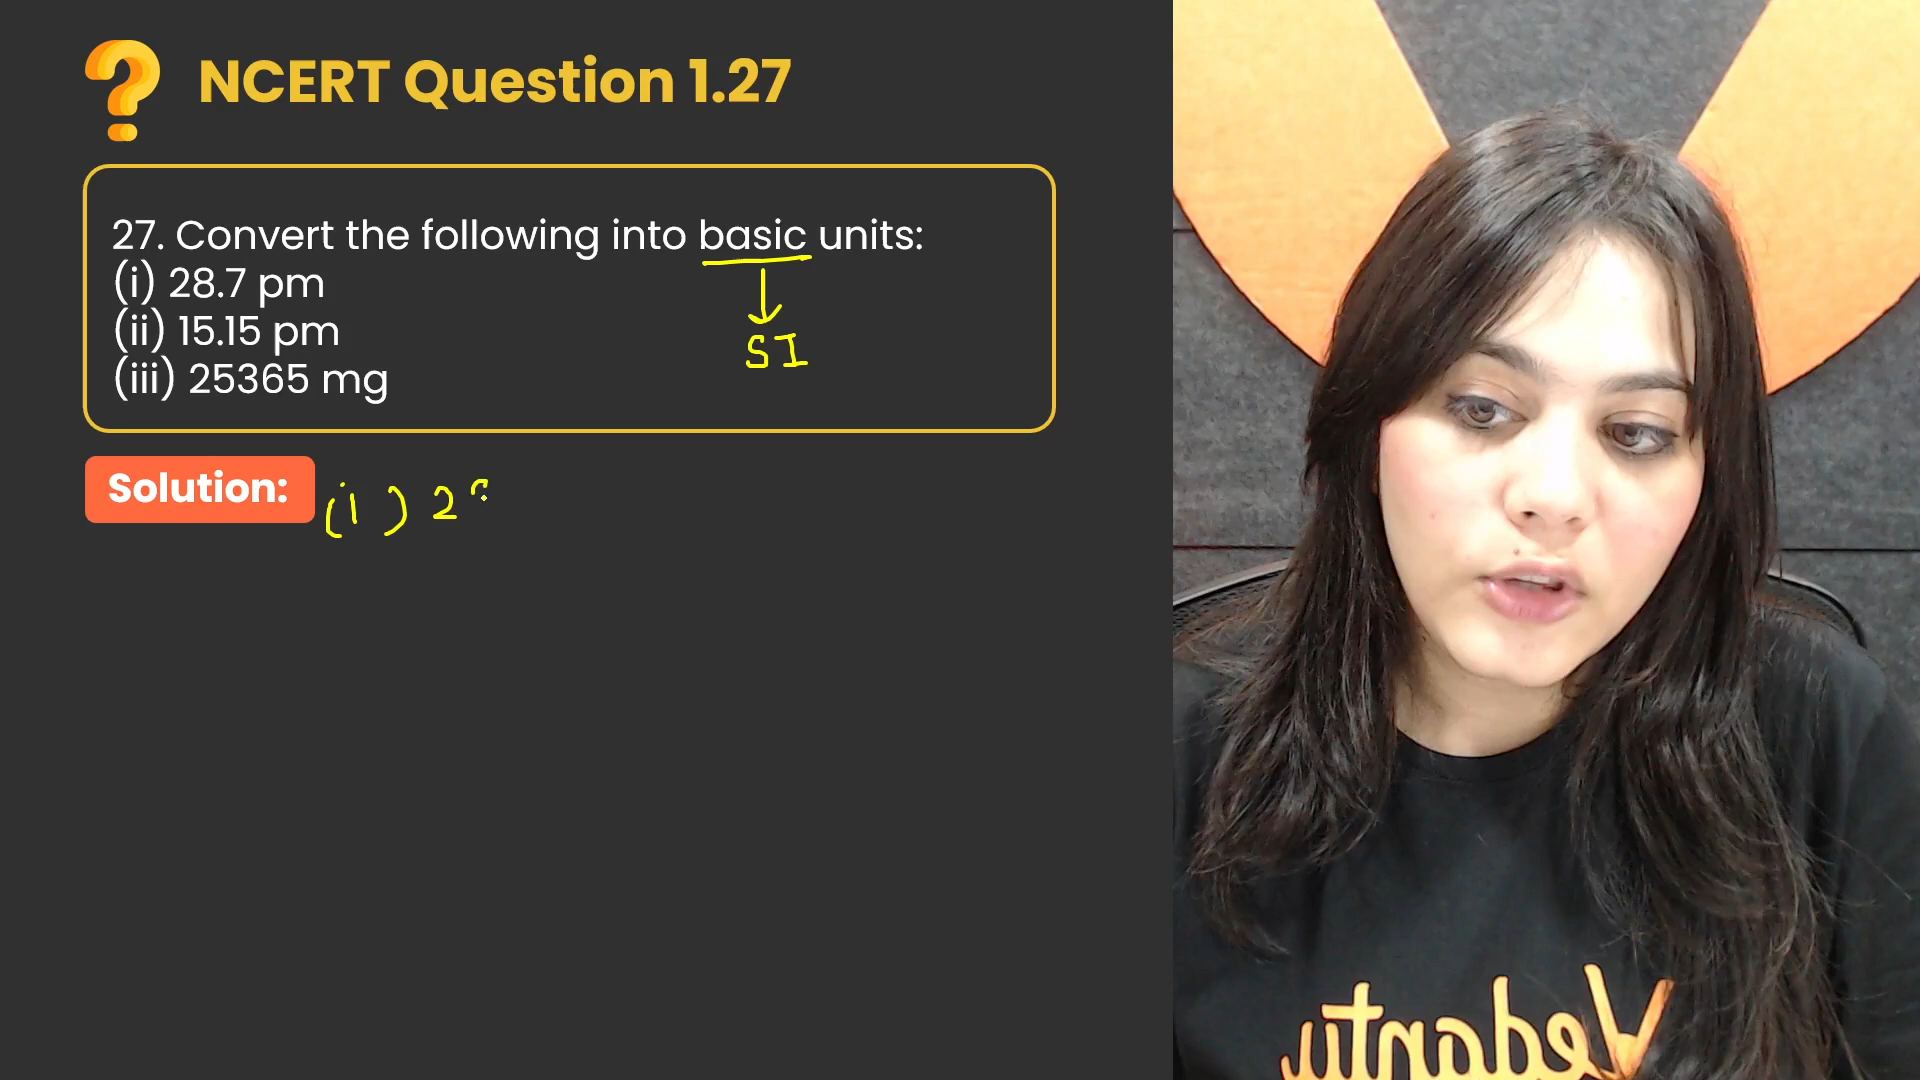 NCERT Question 1.27
27. Convert the following into basic units:
(i) 28.7 pm
(ii) 15.15 pm
(iii) 25365 mg
SI
Solution: (i) 2
Vedantu